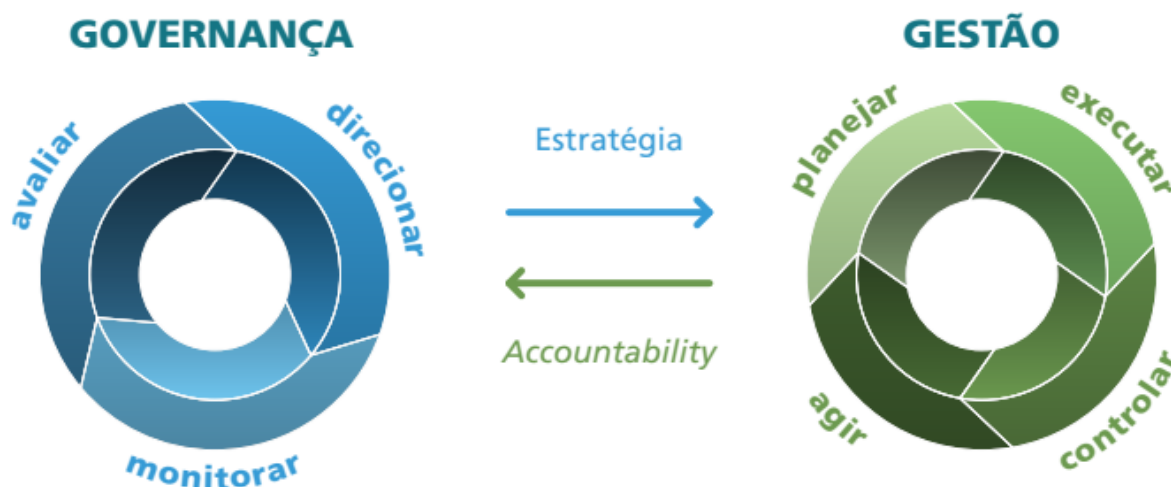 GOVERNANÇA
avaliar
direcionar
monitorar
Estratégia
Accountability
GESTÃO
planejar
executar
controlar
agir